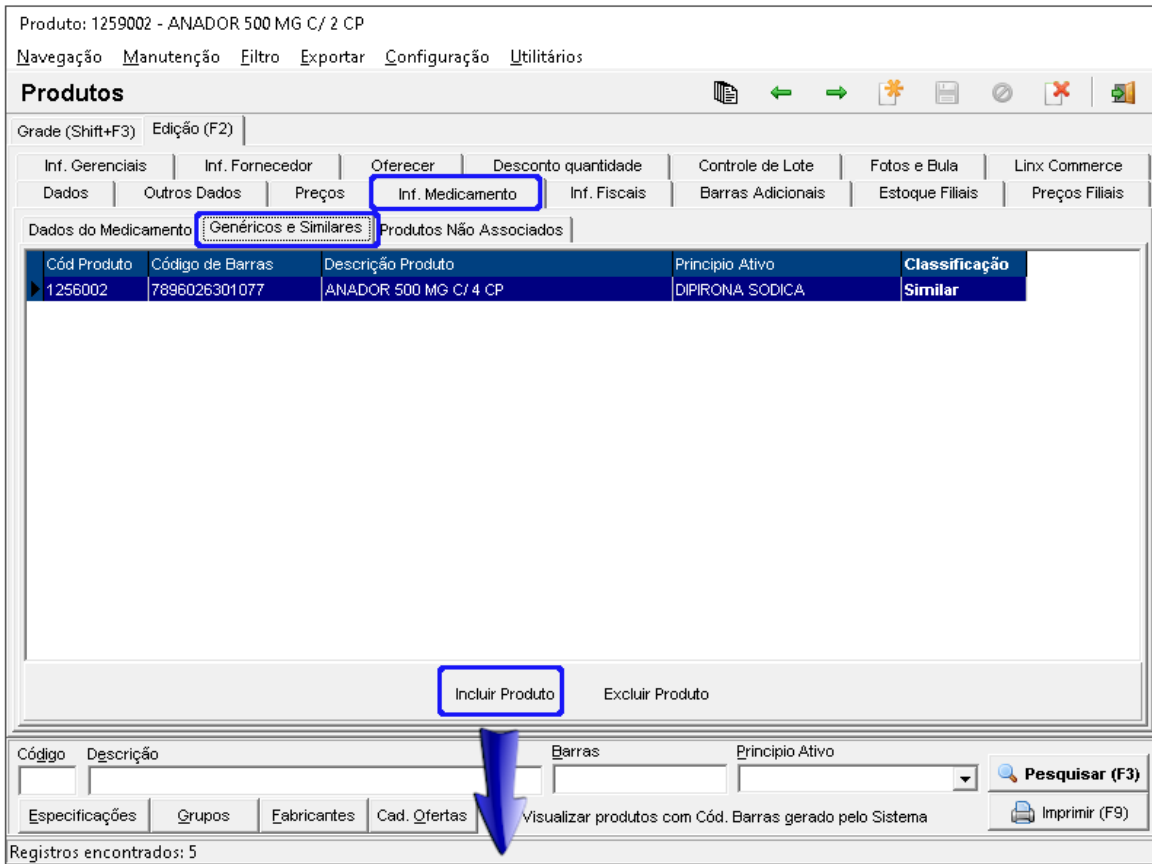 Produto: 1259002 - ANADOR 500 MG C/ 2 CP
Navegação Manutenção Filtro Exportar Configuração Utilitários
Produtos
Grade (Shift+F3) Edição (F2)
Inf. Gerenciais Inf. Fornecedor Oferecer Desconto quantidade Controle de Lote Fotos e Bula Linx Commerce
Dados Outros Dados Preços Inf. Medicamento Inf. Fiscais Barras Adicionais Estoque Filiais Preços Filiais
Dados do Medicamento Genéricos e Similares Produtos Não Associados
Cód Produto Código de Barras Descrição Produto Principio Ativo Classificação
1256002 7896026301077 ANADOR 500 MG C/ 4 CP DIPIRONA SODICA Similar
Incluir Produto Excluir Produto
Código Descrição Barras Principio Ativo
Pesquisar (F3)
Especificações Grupos Fabricantes Cad. Ofertas Visualizar produtos com Cód. Barras gerado pelo Sistema Imprimir (F9)
Registros encontrados: 5